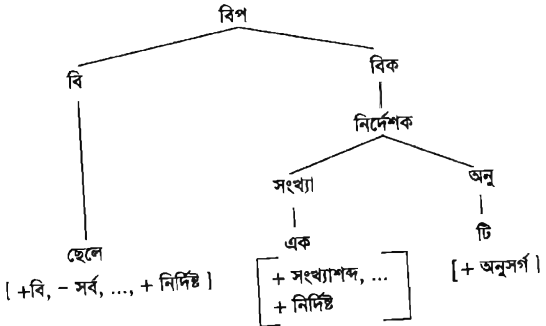 বিপ
বি বিক
নির্দেশক
সংখ্যা অনু
ছেলে এক টি
[ +বি, – সর্ব, ..., + নির্দিষ্ট ] + সংখ্যাশব্দ, ... [ + অনুসর্গ ]
+ নির্দিষ্ট